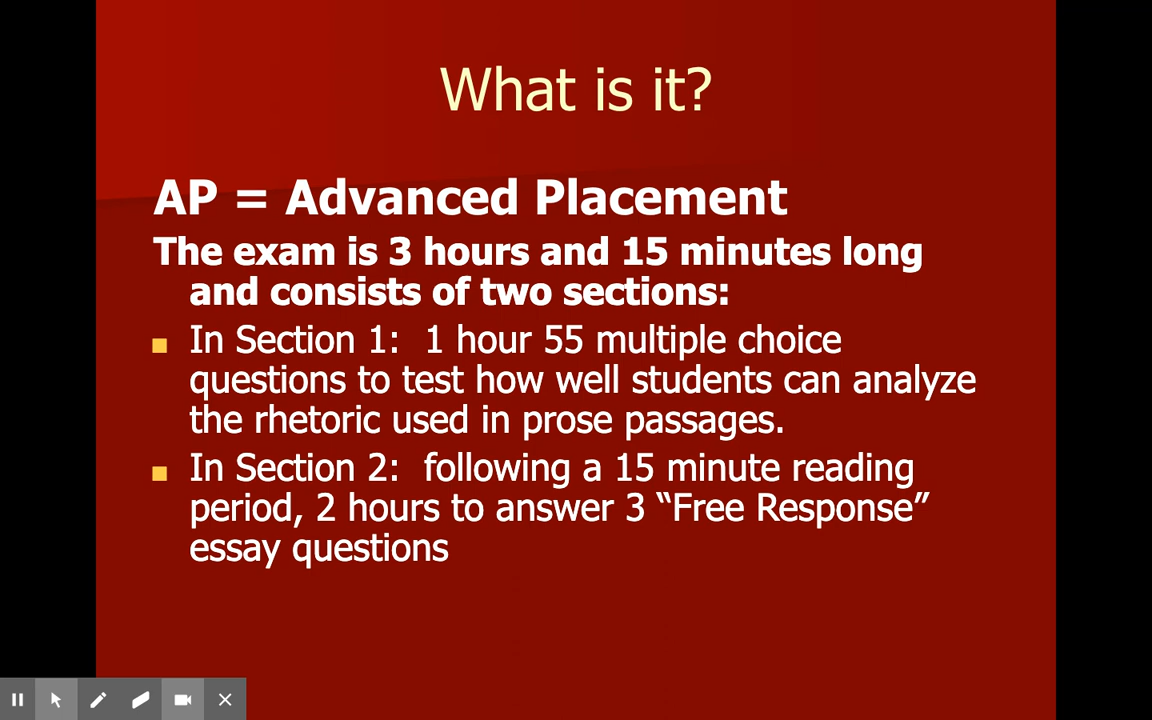 What is it?
AP = Advanced Placement
The exam is 3 hours and 15 minutes long
and consists of two sections:
In Section 1:  1 hour 55 multiple choice
questions to test how well students can analyze
the rhetoric used in prose passages.
In Section 2:  following a 15 minute reading
period, 2 hours to answer 3 “Free Response”
essay questions